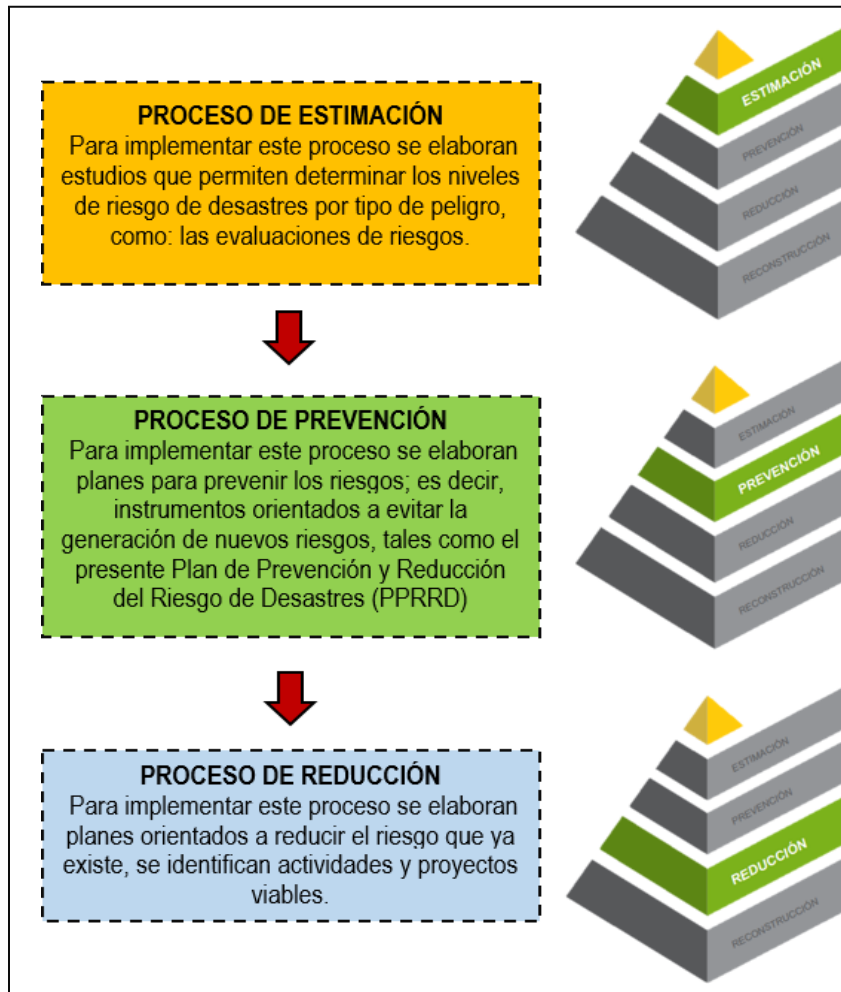 PROCESO DE ESTIMACIÓN
Para implementar este proceso se elaboran
estudios que permiten determinar los niveles
de riesgo de desastres por tipo de peligro,
como: las evaluaciones de riesgos.
ESTIMACIÓN
PREVENCIÓN
REDUCCIÓN
RECONSTRUCCIÓN
PROCESO DE PREVENCIÓN
Para implementar este proceso se elaboran
planes para prevenir los riesgos; es decir,
instrumentos orientados a evitar la
generación de nuevos riesgos, tales como el
presente Plan de Prevención y Reducción
del Riesgo de Desastres (PPRRD)
ESTIMACIÓN
PREVENCIÓN
REDUCCIÓN
RECONSTRUCCIÓN
PROCESO DE REDUCCIÓN
Para implementar este proceso se elaboran
planes orientados a reducir el riesgo que ya
existe, se identifican actividades y proyectos
viables.
ESTIMACIÓN
PREVENCIÓN
REDUCCIÓN
RECONSTRUCCIÓN